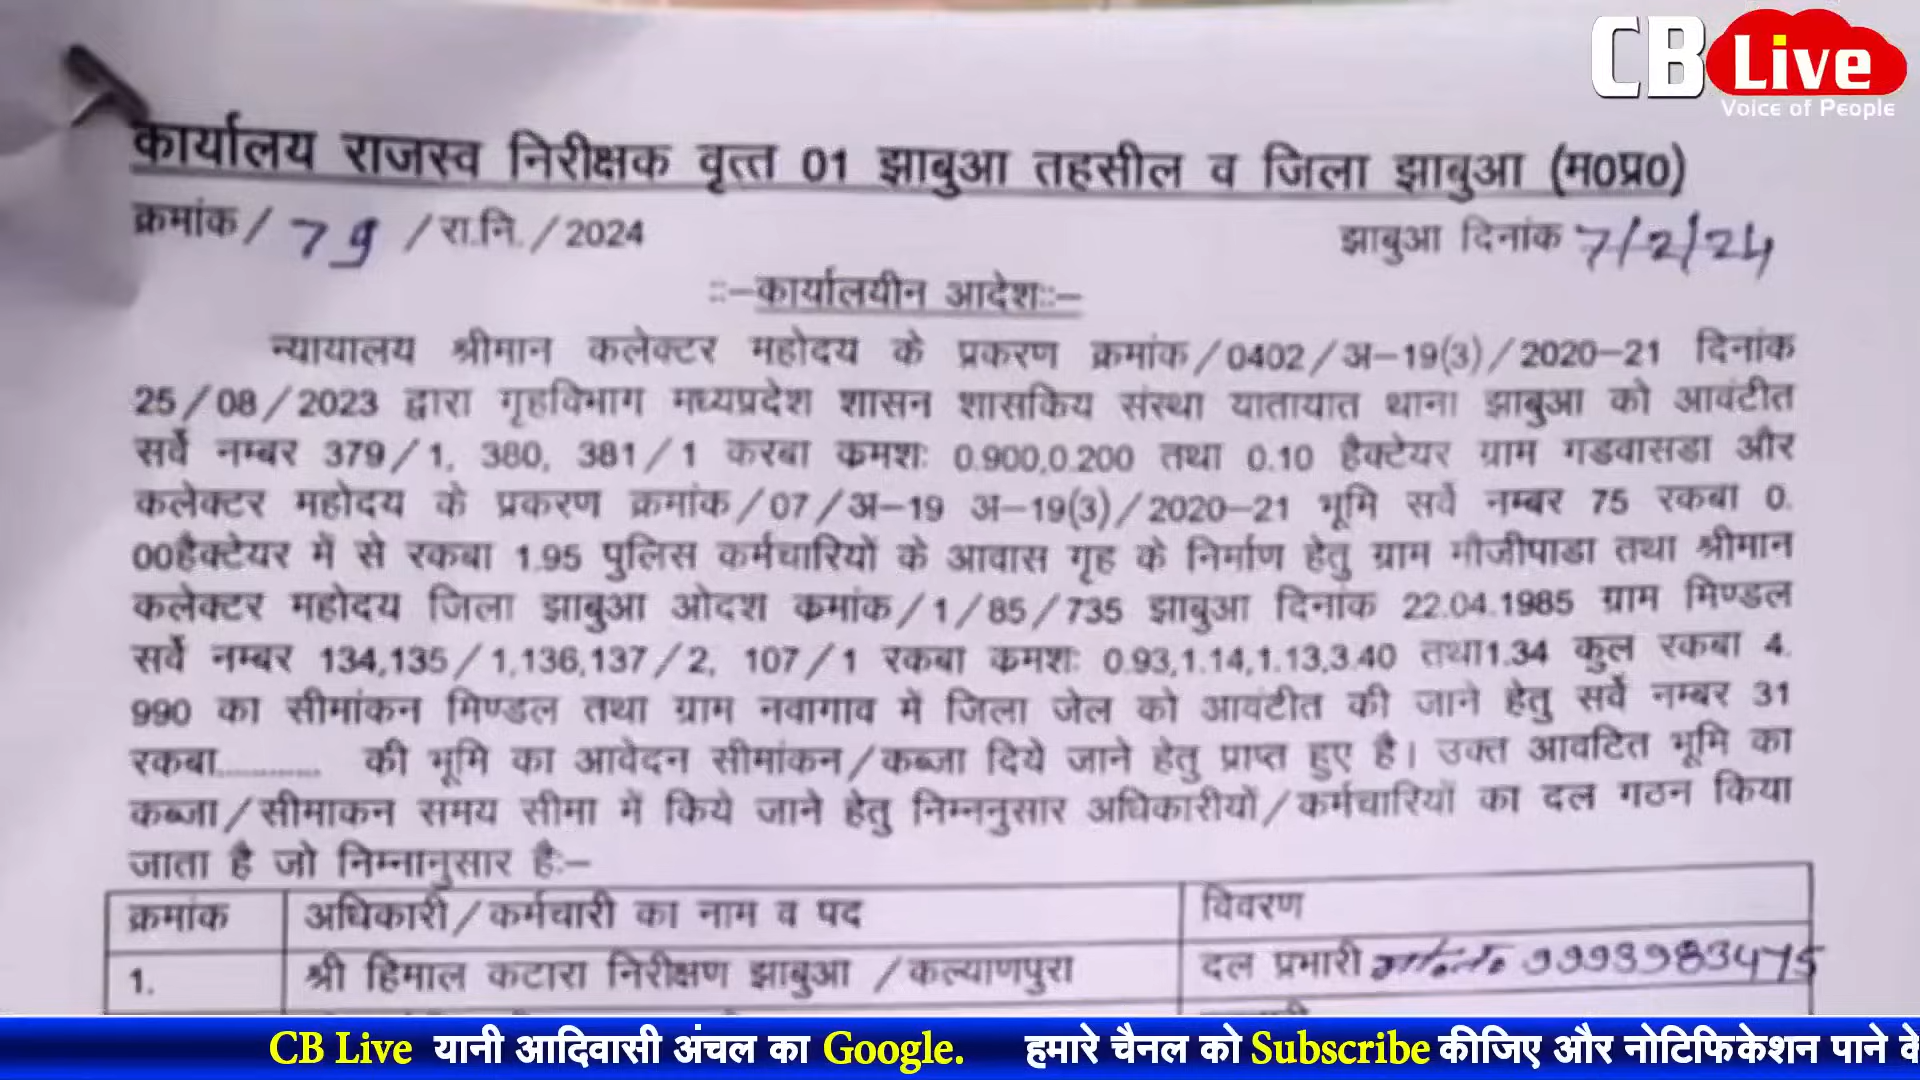 CB Live
Voice of People
कार्यालय राजस्व निरीक्षक वृत्त 01 झाबुआ तहसील व जिला झाबुआ (म0प्र0)
क्रमांक / 79 / रा.नि. / 2024 झाबुआ दिनांक 7/2/24
::–कार्यालयीन आदेशः:–
न्यायालय श्रीमान कलेक्टर महोदय के प्रकरण क्रमांक/0402/अ–19(3)/2020–21 दिनांक
25/08/2023 द्वारा गृहविभाग मध्यप्रदेश शासन शासकिय संस्था यातायात थाना झाबुआ को आवंटीत
सर्वे नम्बर 379/1, 380, 381/1 करबा कमशः 0.900,0.200 तथा 0.10 हैक्टेयर ग्राम गडवासडा और
कलेक्टर महोदय के प्रकरण क्रमांक/07/अ–19 अ–19(3)/2020–21 भूमि सर्वे नम्बर 75 रकबा 0.
00हैक्टेयर में से रकबा 1.95 पुलिस कर्मचारियों के आवास गृह के निर्माण हेतु ग्राम मौजीपाडा तथा श्रीमान
कलेक्टर महोदय जिला झाबुआ ओदश कमांक/1/85/735 झाबुआ दिनांक 22.04.1985 ग्राम मिण्डल
सर्वे नम्बर 134,135/1,136,137/2, 107/1 रकबा कमशः 0.93,1.14,1.13,3.40 तथा1.34 कुल रकबा 4.
990 का सीमांकन मिण्डल तथा ग्राम नवागाव में जिला जेल को आवंटीत की जाने हेतु सर्वे नम्बर 31
रकबा............ की भूमि का आवेदन सीमांकन/कब्जा दिये जाने हेतु प्राप्त हुए है। उक्त आवटित भूमि का
कब्जा/सीमाकन समय सीमा में किये जाने हेतु निम्ननुसार अधिकारीयों/कर्मचारियों का दल गठन किया
जाता है जो निम्नानुसार हैः–
क्रमांक अधिकारी/कर्मचारी का नाम व पद विवरण
1. श्री हिमाल कटारा निरीक्षण झाबुआ /कल्याणपुरा दल प्रभारी 9993983475
CB Live यानी आदिवासी अंचल का Google. हमारे चैनल को Subscribe कीजिए और नोटिफिकेशन पाने के